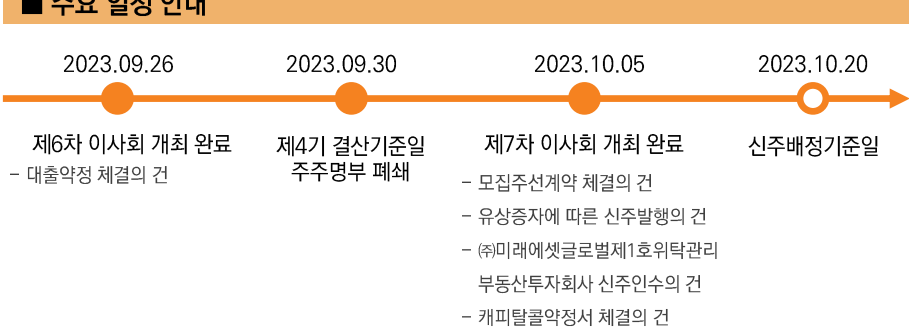 ■ 주요 일정 안내
2023.09.26
2023.09.30
2023.10.05
2023.10.20
제6차 이사회 개최 완료
- 대출약정 체결의 건
제4기 결산기준일
주주명부 폐쇄
제7차 이사회 개최 완료
- 모집주선계약 체결의 건
- 유상증자에 따른 신주발행의 건
- ㈜미래에셋글로벌제1호위탁관리
부동산투자회사 신주인수의 건
- 캐피탈콜약정서 체결의 건
신주배정기준일